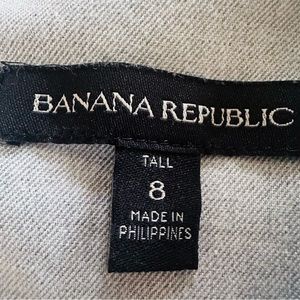 BANANA REPUBLIC
TALL
8
MADE IN
PHILIPPINES